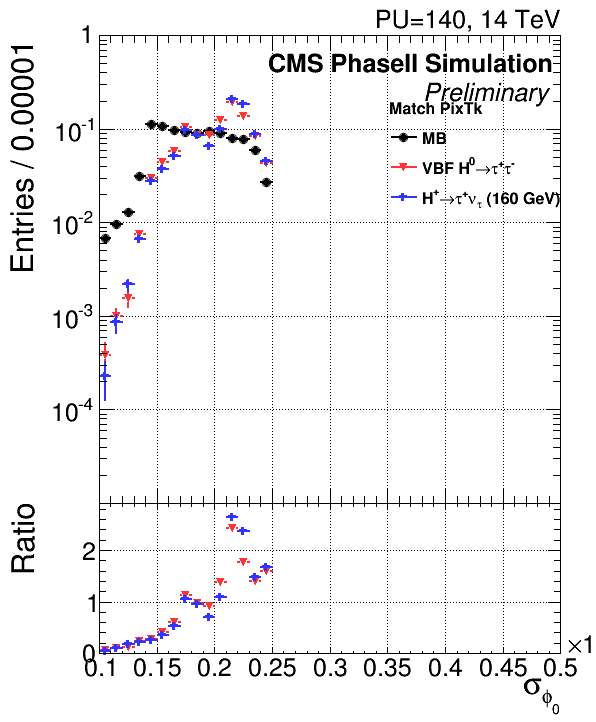 PU=140, 14 TeV
CMS PhaseII Simulation
Preliminary
Match PixTk
MB
VBF H⁰→τ⁺τ⁻
H⁺→τ⁺ν_τ (160 GeV)
Entries / 0.00001
1
10⁻¹
10⁻²
10⁻³
10⁻⁴
Ratio
2
1
0
0.1 0.15 0.2 0.25 0.3 0.35 0.4 0.45 0.5
×1
σ_ϕ₀